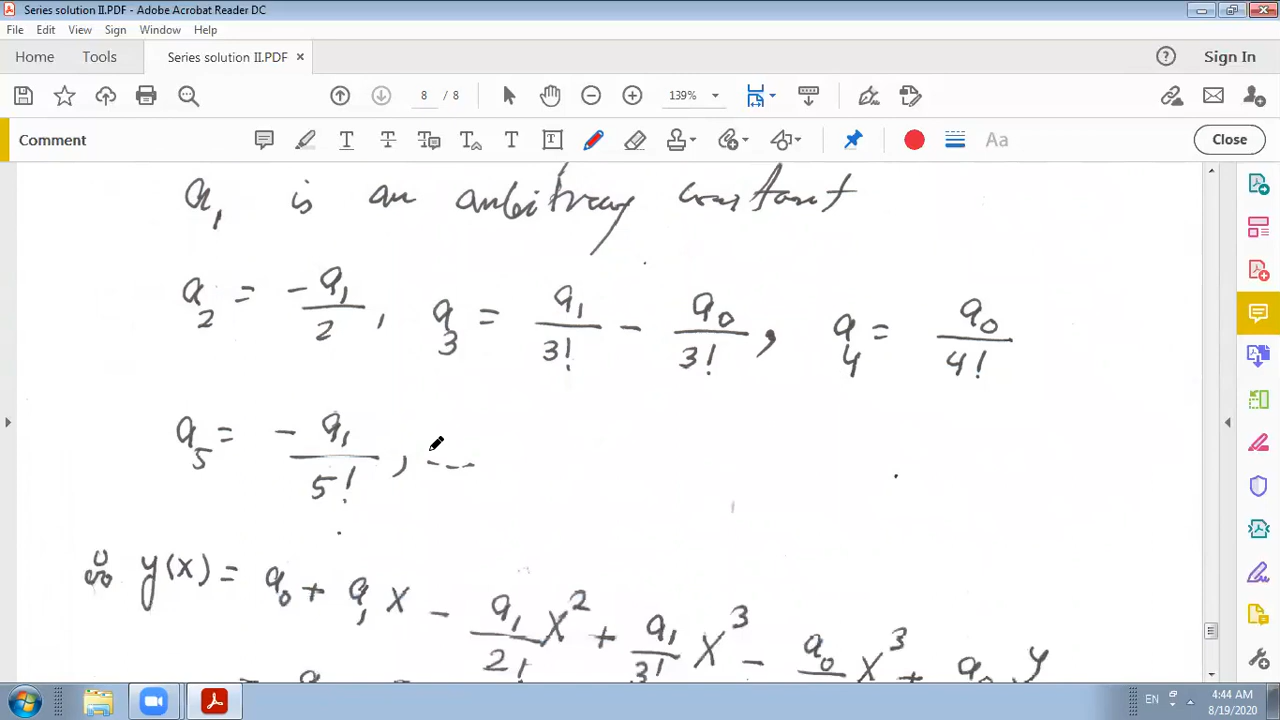 Series solution II.PDF - Adobe Acrobat Reader DC
File Edit View Sign Window Help
Home Tools Series solution II.PDF × Sign In
8 / 8 139%
Comment Aa Close
a₁ is an arbitrary constant
a₂ = -a₁/2, a₃ = a₁/3! - a₀/3!, a₄ = a₀/4!
a₅ = -a₁/5!, ---
y(x) = a₀ + a₁x - a₁/2! x² + a₁/3! x³ - a₀ x³ + a₀
EN 4:44 AM
8/19/2020